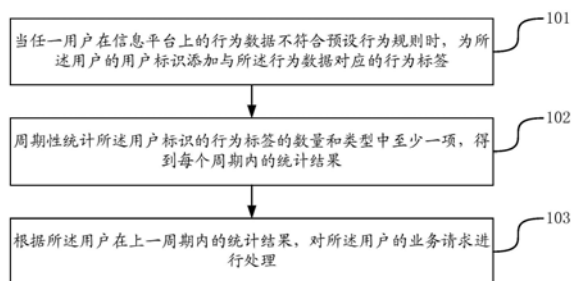 101
当任一用户在信息平台上的行为数据不符合预设行为规则时，为所
述用户的用户标识添加与所述行为数据对应的行为标签
102
周期性统计所述用户标识的行为标签的数量和类型中至少一项，得
到每个周期内的统计结果
103
根据所述用户在上一周期内的统计结果，对所述用户的业务请求进
行处理